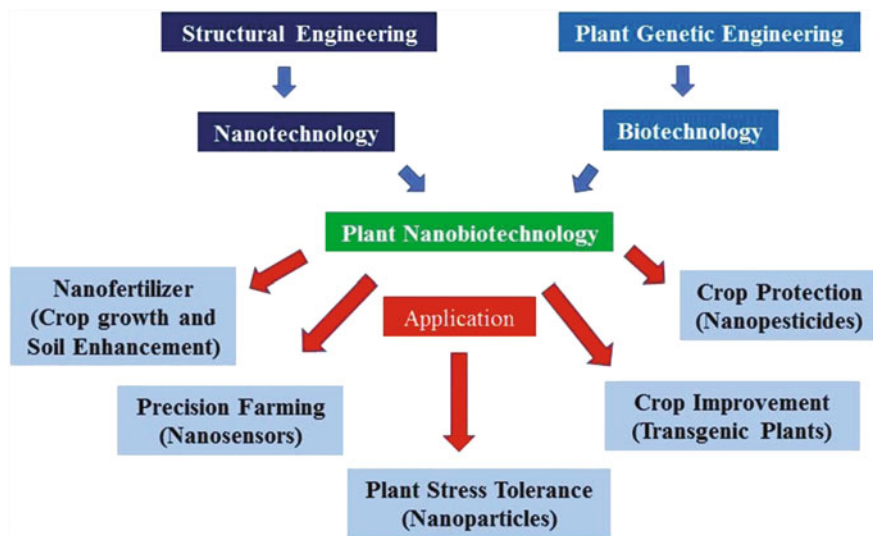 Structural Engineering
Plant Genetic Engineering
Nanotechnology
Biotechnology
Plant Nanobiotechnology
Nanofertilizer
(Crop growth and
Soil Enhancement)
Application
Crop Protection
(Nanopesticides)
Precision Farming
(Nanosensors)
Crop Improvement
(Transgenic Plants)
Plant Stress Tolerance
(Nanoparticles)